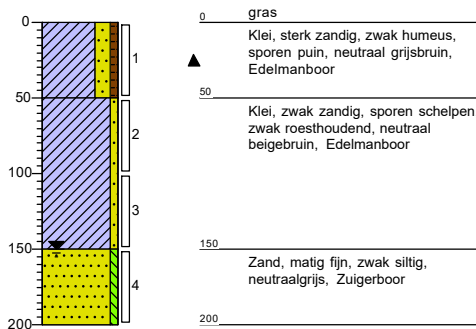 0
50
100
150
200
1
2
3
4
0
gras
Klei, sterk zandig, zwak humeus,
sporen puin, neutraal grijsbruin,
Edelmanboor
50
Klei, zwak zandig, sporen schelpen
zwak roesthoudend, neutraal
beigebruin, Edelmanboor
150
Zand, matig fijn, zwak siltig,
neutraalgrijs, Zuigerboor
200